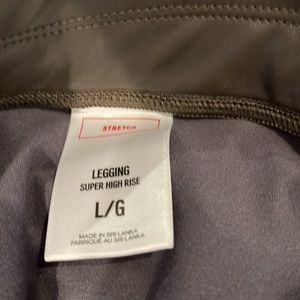 STRETCH
LEGGING
SUPER HIGH RISE
L/G
MADE IN SRI LANKA
FABRIQUÉ AU SRI LANKA